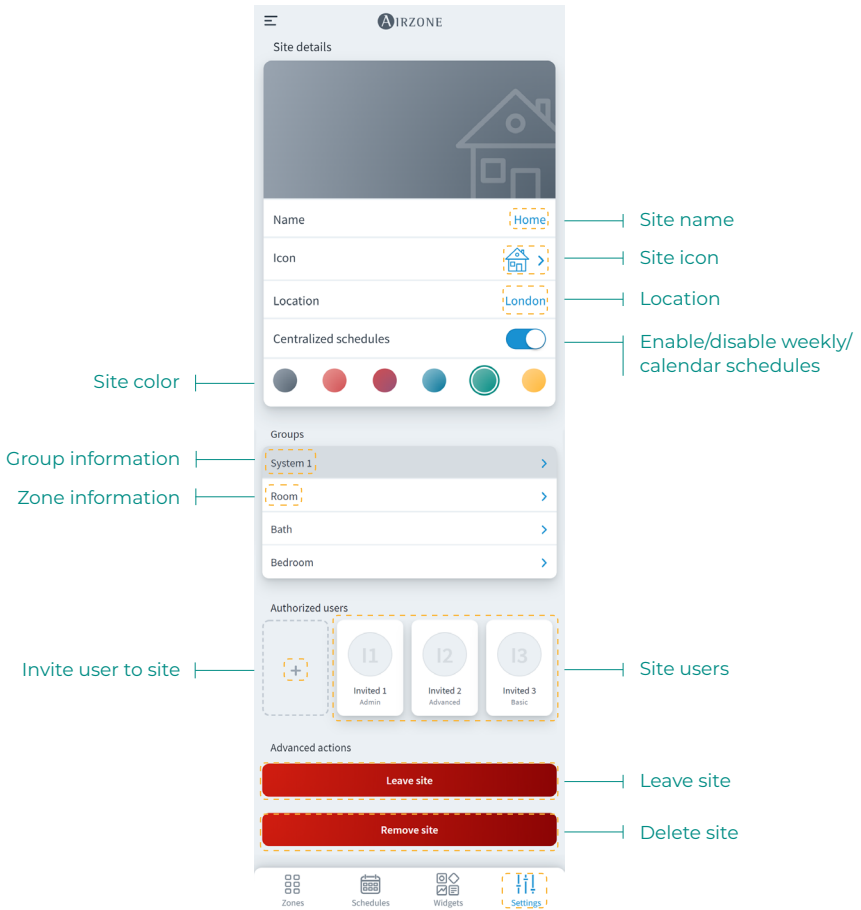 AIRZONE
Site details
Name
Home
Site name
Icon
Site icon
Location
London
Location
Centralized schedules
Enable/disable weekly/
calendar schedules
Site color
Groups
Group information
System 1
Zone information
Room
Bath
Bedroom
Authorized users
Invite user to site
+
I1
Invited 1
Admin
I2
Invited 2
Advanced
I3
Invited 3
Basic
Site users
Advanced actions
Leave site
Leave site
Remove site
Delete site
Zones
Schedules
Widgets
Settings